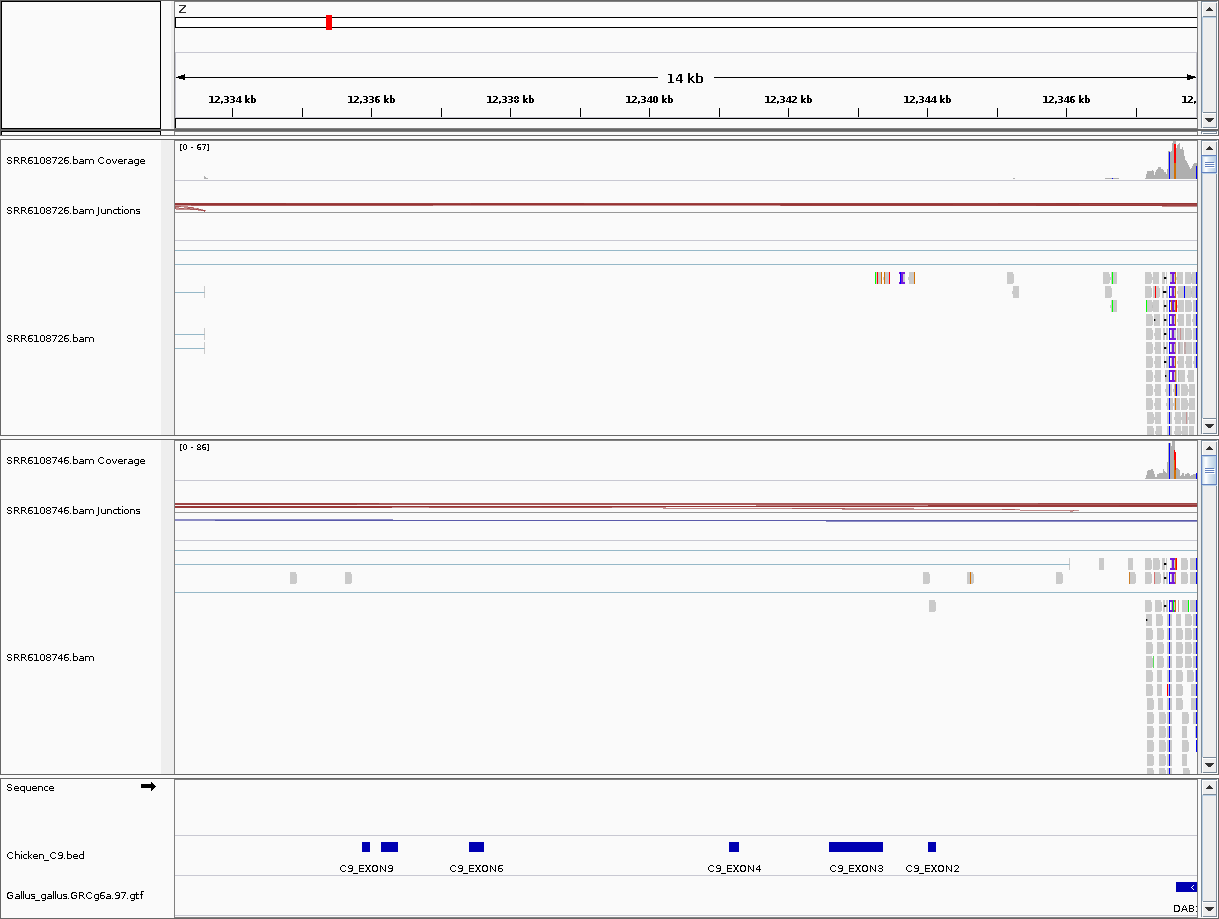 Z
14 kb
12,334 kb 12,336 kb 12,338 kb 12,340 kb 12,342 kb 12,344 kb 12,346 kb 12,
[0 - 67]
SRR6108726.bam Coverage
SRR6108726.bam Junctions
SRR6108726.bam
[0 - 86]
SRR6108746.bam Coverage
SRR6108746.bam Junctions
SRR6108746.bam
Sequence
Chicken_C9.bed
C9_EXON9 C9_EXON6 C9_EXON4 C9_EXON3 C9_EXON2
Gallus_gallus.GRCg6a.97.gtf
DAB1